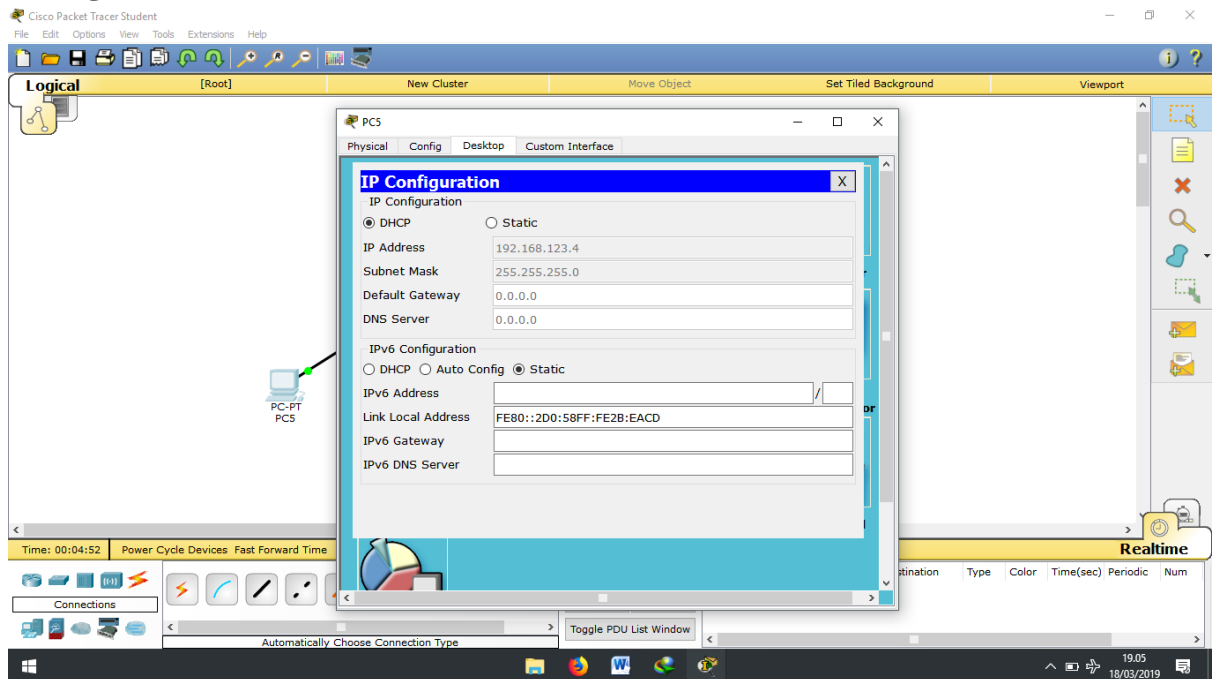 Cisco Packet Tracer Student
File Edit Options View Tools Extensions Help
Logical [Root] New Cluster Move Object Set Tiled Background Viewport
PC5
Physical Config Desktop Custom Interface
IP Configuration X
IP Configuration
DHCP Static
IP Address 192.168.123.4
Subnet Mask 255.255.255.0
Default Gateway 0.0.0.0
DNS Server 0.0.0.0
IPv6 Configuration
DHCP Auto Config Static
IPv6 Address /
Link Local Address FE80::2D0:58FF:FE2B:EACD
IPv6 Gateway
IPv6 DNS Server
PC-PT
PC5
Time: 00:04:52 Power Cycle Devices Fast Forward Time Realtime
Connections
Type Color Time(sec) Periodic Num
Automatically Choose Connection Type
Toggle PDU List Window
19.05
18/03/2019